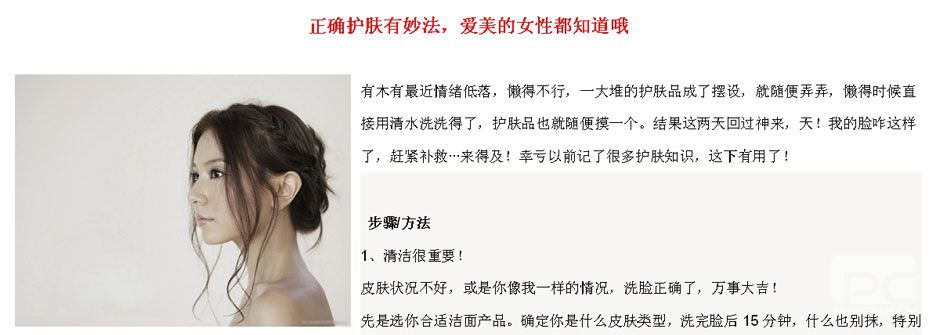 正确护肤有妙法，爱美的女性都知道哦
有木有最近情绪低落，懒得不行，一大堆的护肤品成了摆设，就随便弄弄，懒得时候直
接用清水洗洗得了，护肤品也就随便摸一个。结果这两天回过神来，天！我的脸咋这样
了，赶紧补救…来得及！幸亏以前记了很多护肤知识，这下有用了！
步骤/方法
1、清洁很重要！
皮肤状况不好，或是你像我一样的情况，洗脸正确了，万事大吉！
先是选你合适洁面产品。确定你是什么皮肤类型，洗完脸后 15 分钟，什么也别抹，特别